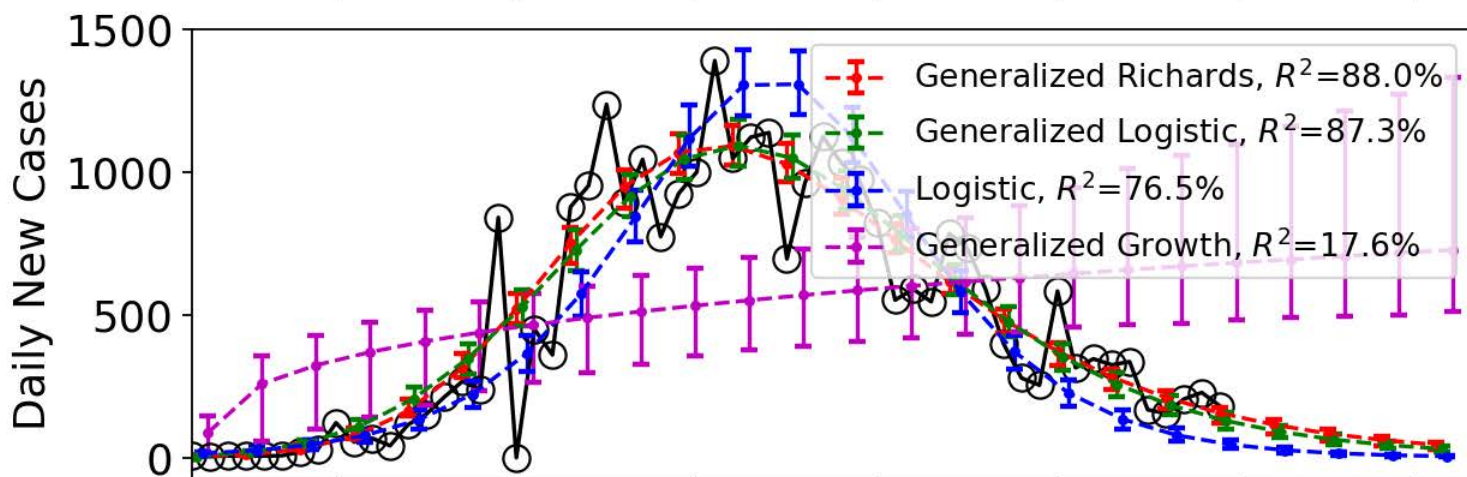 1500
Generalized Richards, R²=88.0%
Generalized Logistic, R²=87.3%
1000
Logistic, R²=76.5%
Generalized Growth, R²=17.6%
500
0
Daily New Cases